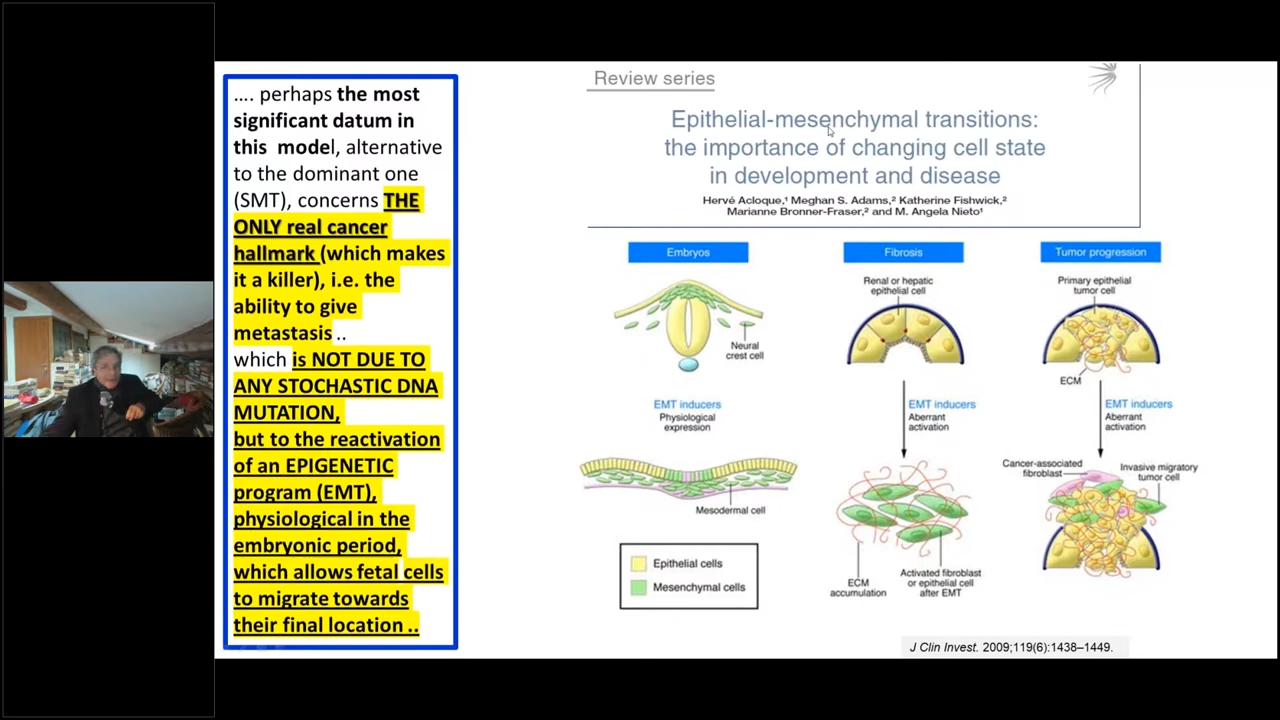 .... perhaps the most
significant datum in
this model, alternative
to the dominant one
(SMT), concerns THE
ONLY real cancer
hallmark (which makes
it a killer), i.e. the
ability to give
metastasis ..
which is NOT DUE TO
ANY STOCHASTIC DNA
MUTATION,
but to the reactivation
of an EPIGENETIC
program (EMT),
physiological in the
embryonic period,
which allows fetal cells
to migrate towards
their final location ..
Review series
Epithelial-mesenchymal transitions:
the importance of changing cell state
in development and disease
Hervé Acloque,¹ Meghan S. Adams,² Katherine Fishwick,²
Marianne Bronner-Fraser,² and M. Angela Nieto¹
Embryos
Neural
crest cell
EMT inducers
Physiological
expression
Mesodermal cell
Epithelial cells
Mesenchymal cells
Fibrosis
Renal or hepatic
epithelial cell
EMT inducers
Aberrant
activation
ECM
accumulation
Activated fibroblast
or epithelial cell
after EMT
Tumor progression
Primary epithelial
tumor cell
ECM
EMT inducers
Aberrant
activation
Cancer-associated
fibroblast
Invasive migratory
tumor cell
J Clin Invest. 2009;119(6):1438–1449.